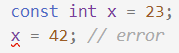 const int x = 23;
x = 42; // error